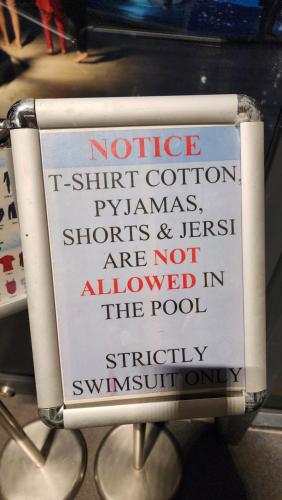 NOTICE
T-SHIRT COTTON,
PYJAMAS,
SHORTS & JERSI
ARE NOT
ALLOWED IN
THE POOL
STRICTLY
SWIMSUIT ONLY